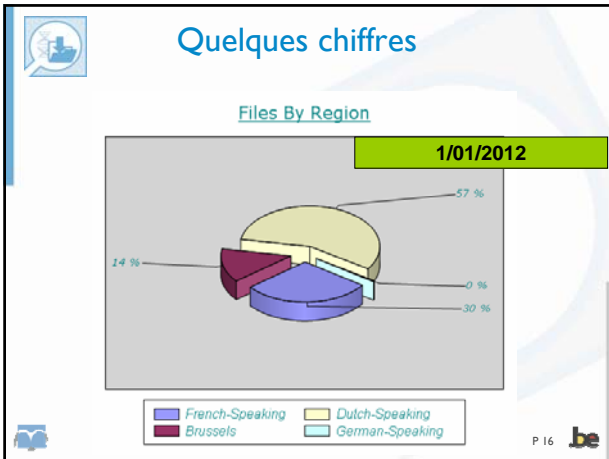 Quelques chiffres
Files By Region
1/01/2012
57 %
14 %
0 %
30 %
French-Speaking Dutch-Speaking
Brussels German-Speaking
P 16 .be